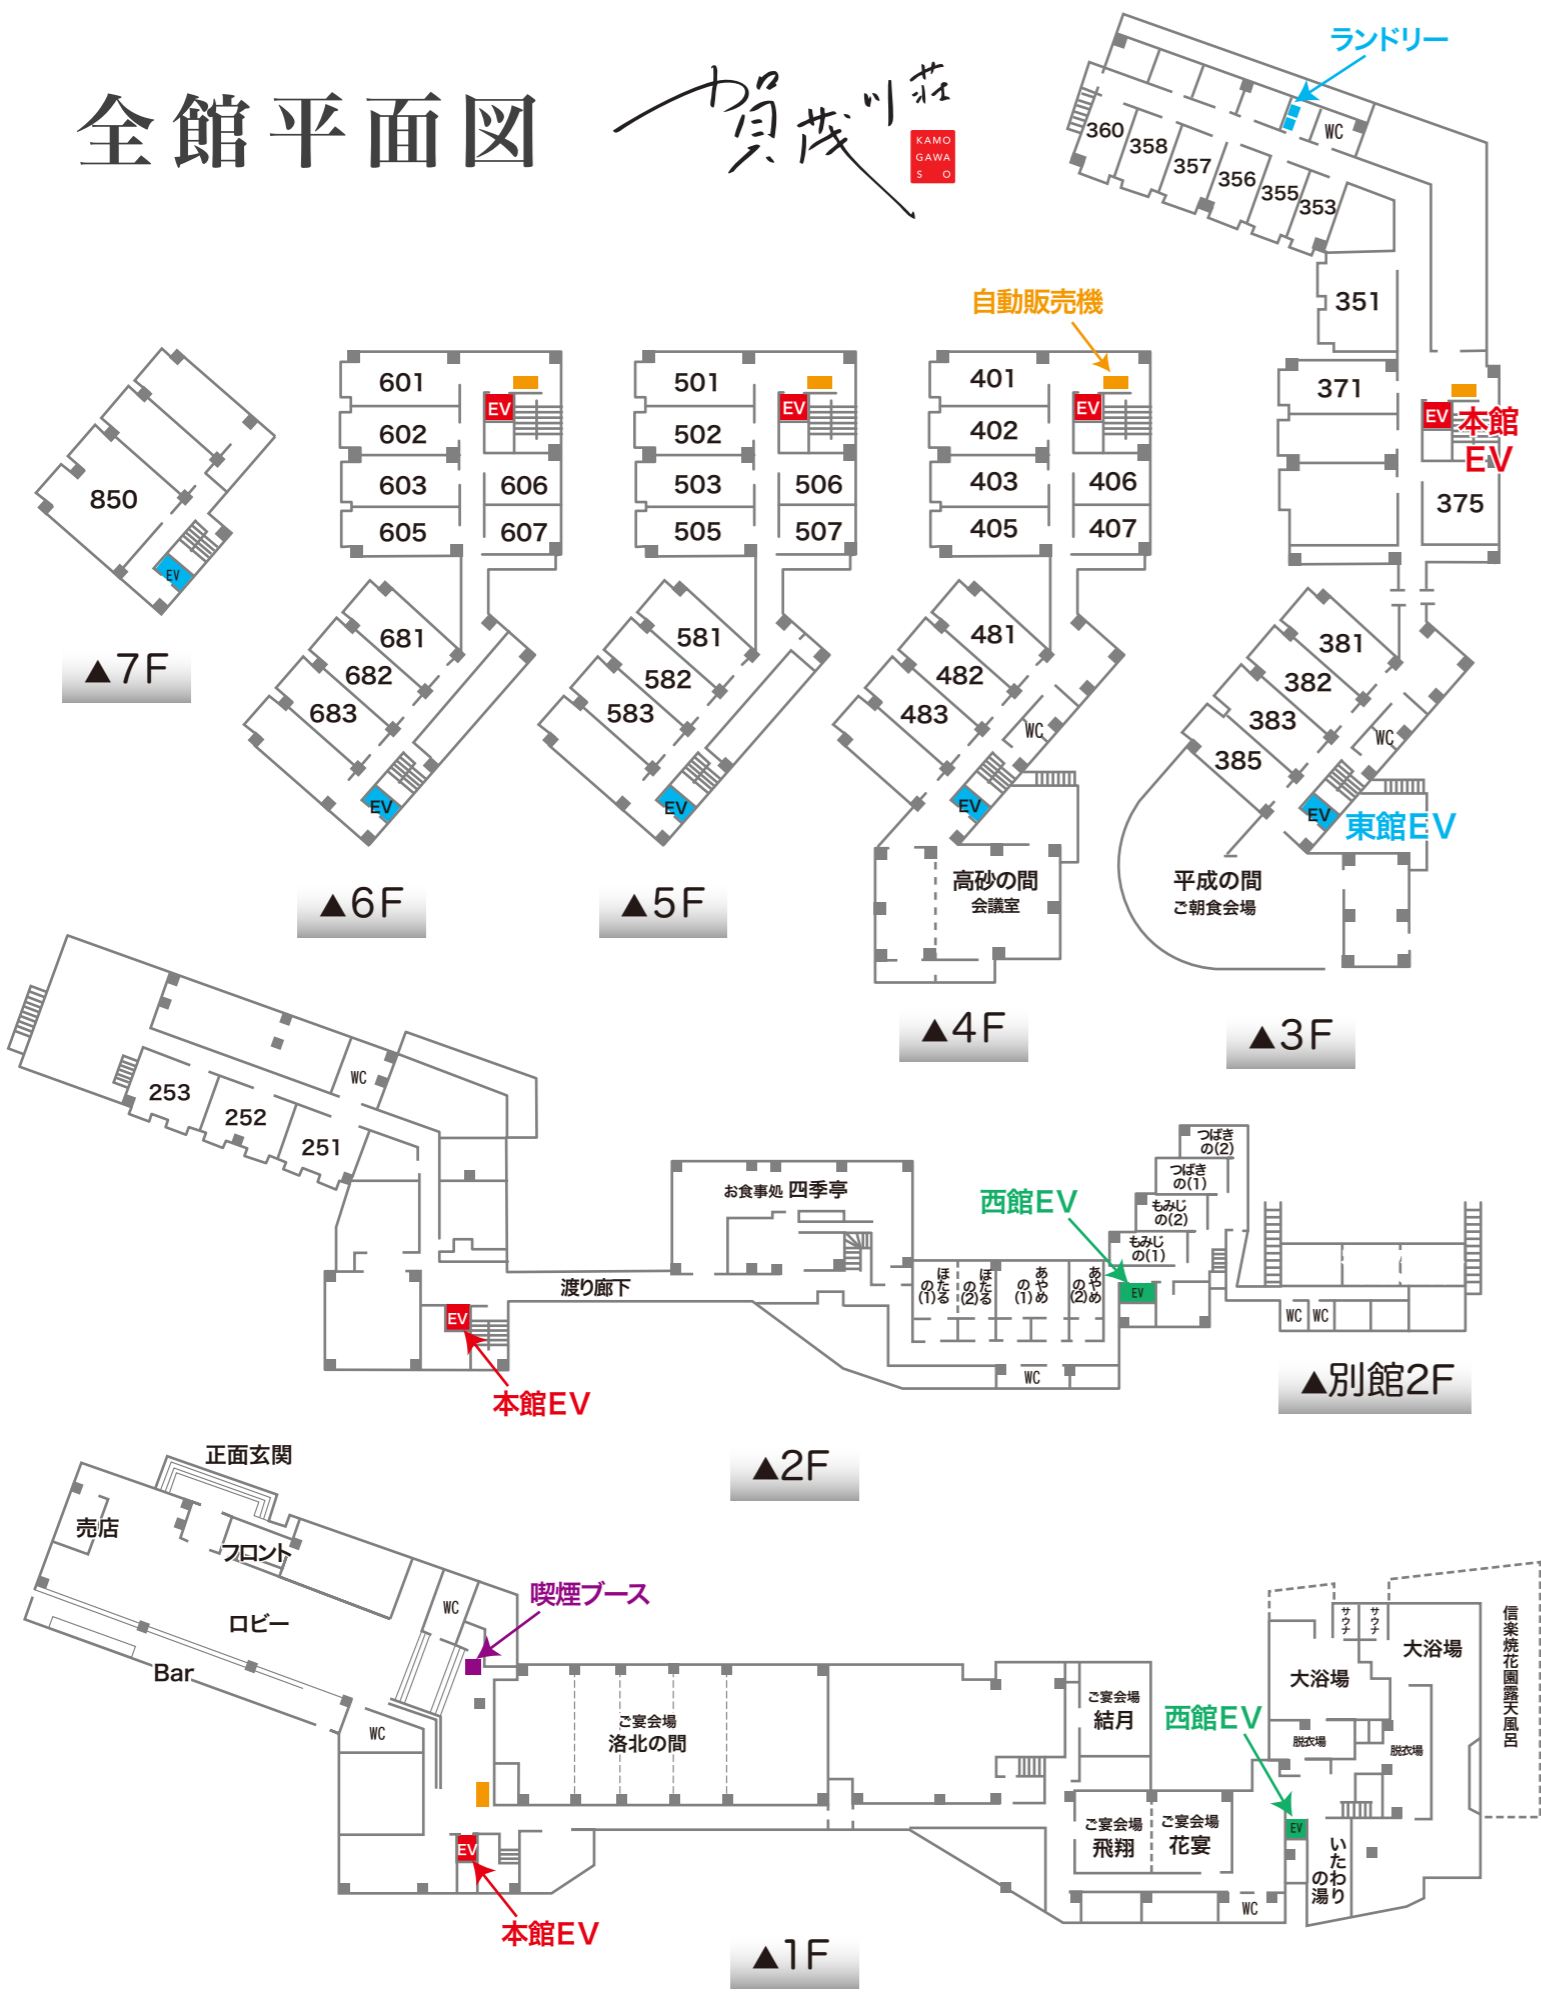 全館平面図
賀茂川荘
KAMO
GAWA
S O
ランドリー
WC
360
358
357
356
355
353
351
371
EV
本館
EV
375
381
382
383
385
WC
EV
東館EV
平成の間
ご朝食会場
▲3F
自動販売機
401
EV
402
403
406
405
407
481
482
483
WC
EV
高砂の間
会議室
▲4F
501
EV
502
503
506
505
507
581
582
583
EV
▲5F
601
EV
602
603
606
605
607
681
682
683
EV
▲6F
850
EV
▲7F
WC
253
252
251
EV
本館EV
渡り廊下
お食事処 四季亭
ほたる
の(1)
ほたる
の(2)
あやめ
の(1)
あやめ
の(2)
WC
西館EV
つばき
の(2)
つばき
の(1)
もみじ
の(2)
もみじ
の(1)
EV
WC
WC
▲別館2F
▲2F
正面玄関
売店
フロント
ロビー
Bar
WC
喫煙ブース
WC
EV
本館EV
ご宴会場
洛北の間
ご宴会場
結月
ご宴会場
飛翔
ご宴会場
花宴
WC
西館EV
EV
サウナ
サウナ
大浴場
大浴場
脱衣場
脱衣場
信楽焼花園露天風呂
いたわり
の湯
▲1F